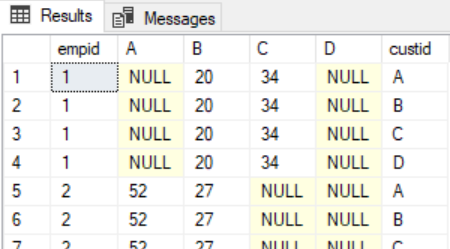 Results Messages
empid A B C D custid
1 1 NULL 20 34 NULL A
2 1 NULL 20 34 NULL B
3 1 NULL 20 34 NULL C
4 1 NULL 20 34 NULL D
5 2 52 27 NULL NULL A
6 2 52 27 NULL NULL B
7 2 52 27 NULL NULL C